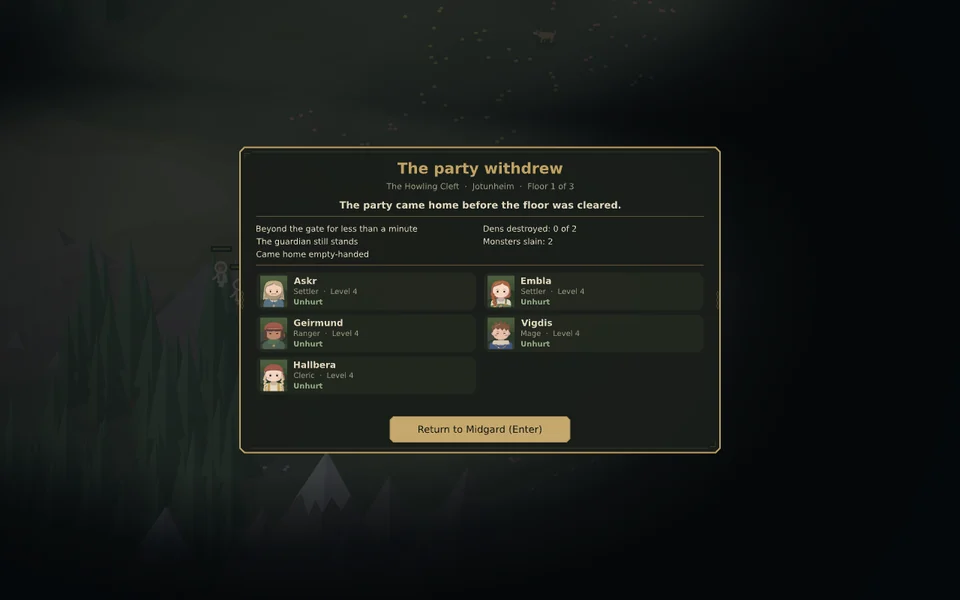 The party withdrew
The Howling Cleft · Jotunheim · Floor 1 of 3
The party came home before the floor was cleared.
Beyond the gate for less than a minute
The guardian still stands
Came home empty-handed
Dens destroyed: 0 of 2
Monsters slain: 2
Askr
Settler · Level 4
Unhurt
Embla
Settler · Level 4
Unhurt
Geirmund
Ranger · Level 4
Unhurt
Vigdis
Mage · Level 4
Unhurt
Hallbera
Cleric · Level 4
Unhurt
Return to Midgard (Enter)